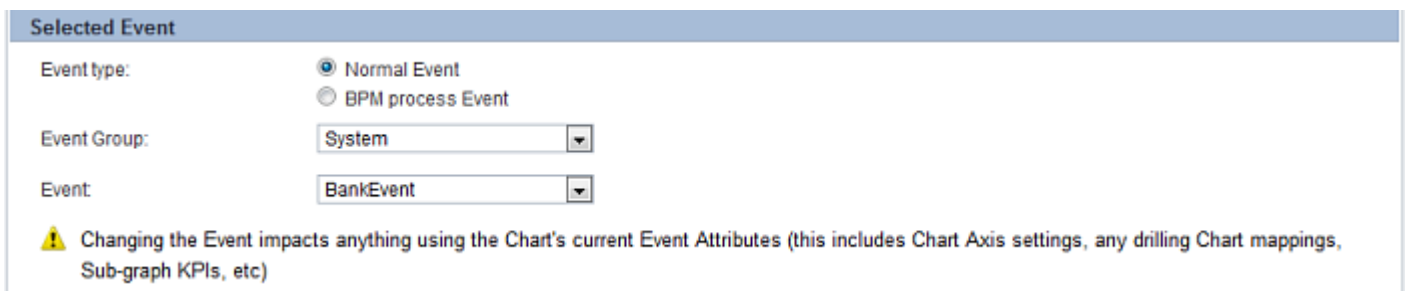 Selected Event
Event type:
Normal Event
BPM process Event
Event Group:
System
Event:
BankEvent
Changing the Event impacts anything using the Chart's current Event Attributes (this includes Chart Axis settings, any drilling Chart mappings,
Sub-graph KPIs, etc)